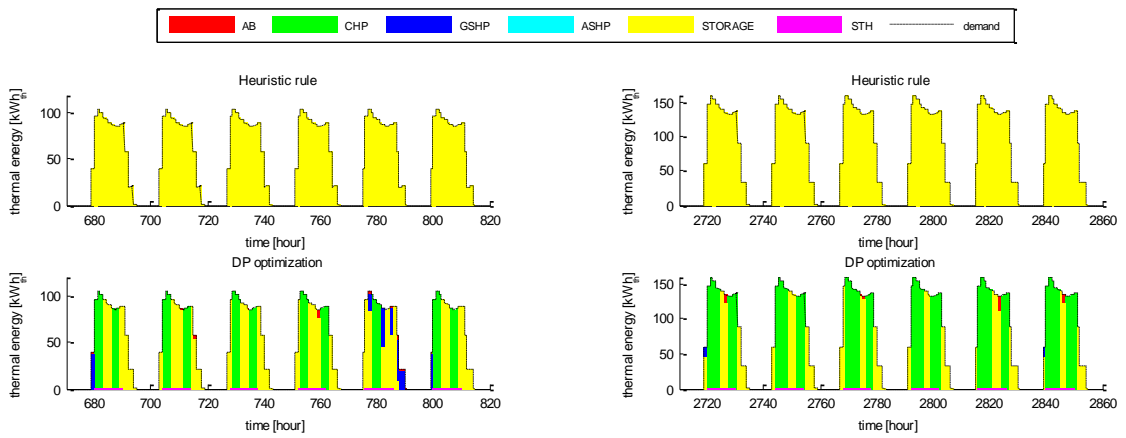 AB CHP GSHP ASHP STORAGE STH demand
Heuristic rule
thermal energy [kWh]th
100
50
0
680 700 720 740 760 780 800 820
time [hour]
Heuristic rule
thermal energy [kWh]th
150
100
50
0
2720 2740 2760 2780 2800 2820 2840 2860
time [hour]
DP optimization
thermal energy [kWh]th
100
50
0
680 700 720 740 760 780 800 820
time [hour]
DP optimization
thermal energy [kWh]th
150
100
50
0
2720 2740 2760 2780 2800 2820 2840 2860
time [hour]